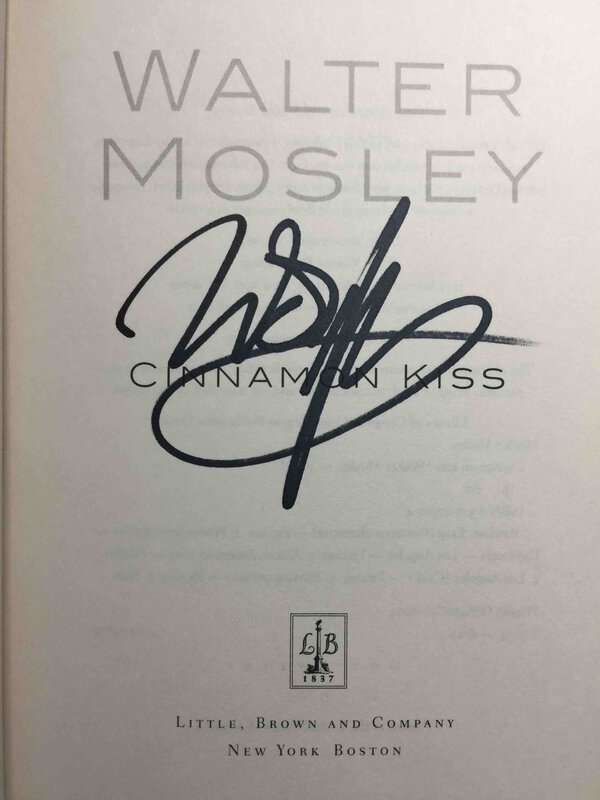 WALTER
MOSLEY
CINNAMON KISS
LB
1837
LITTLE, BROWN AND COMPANY
NEW YORK BOSTON